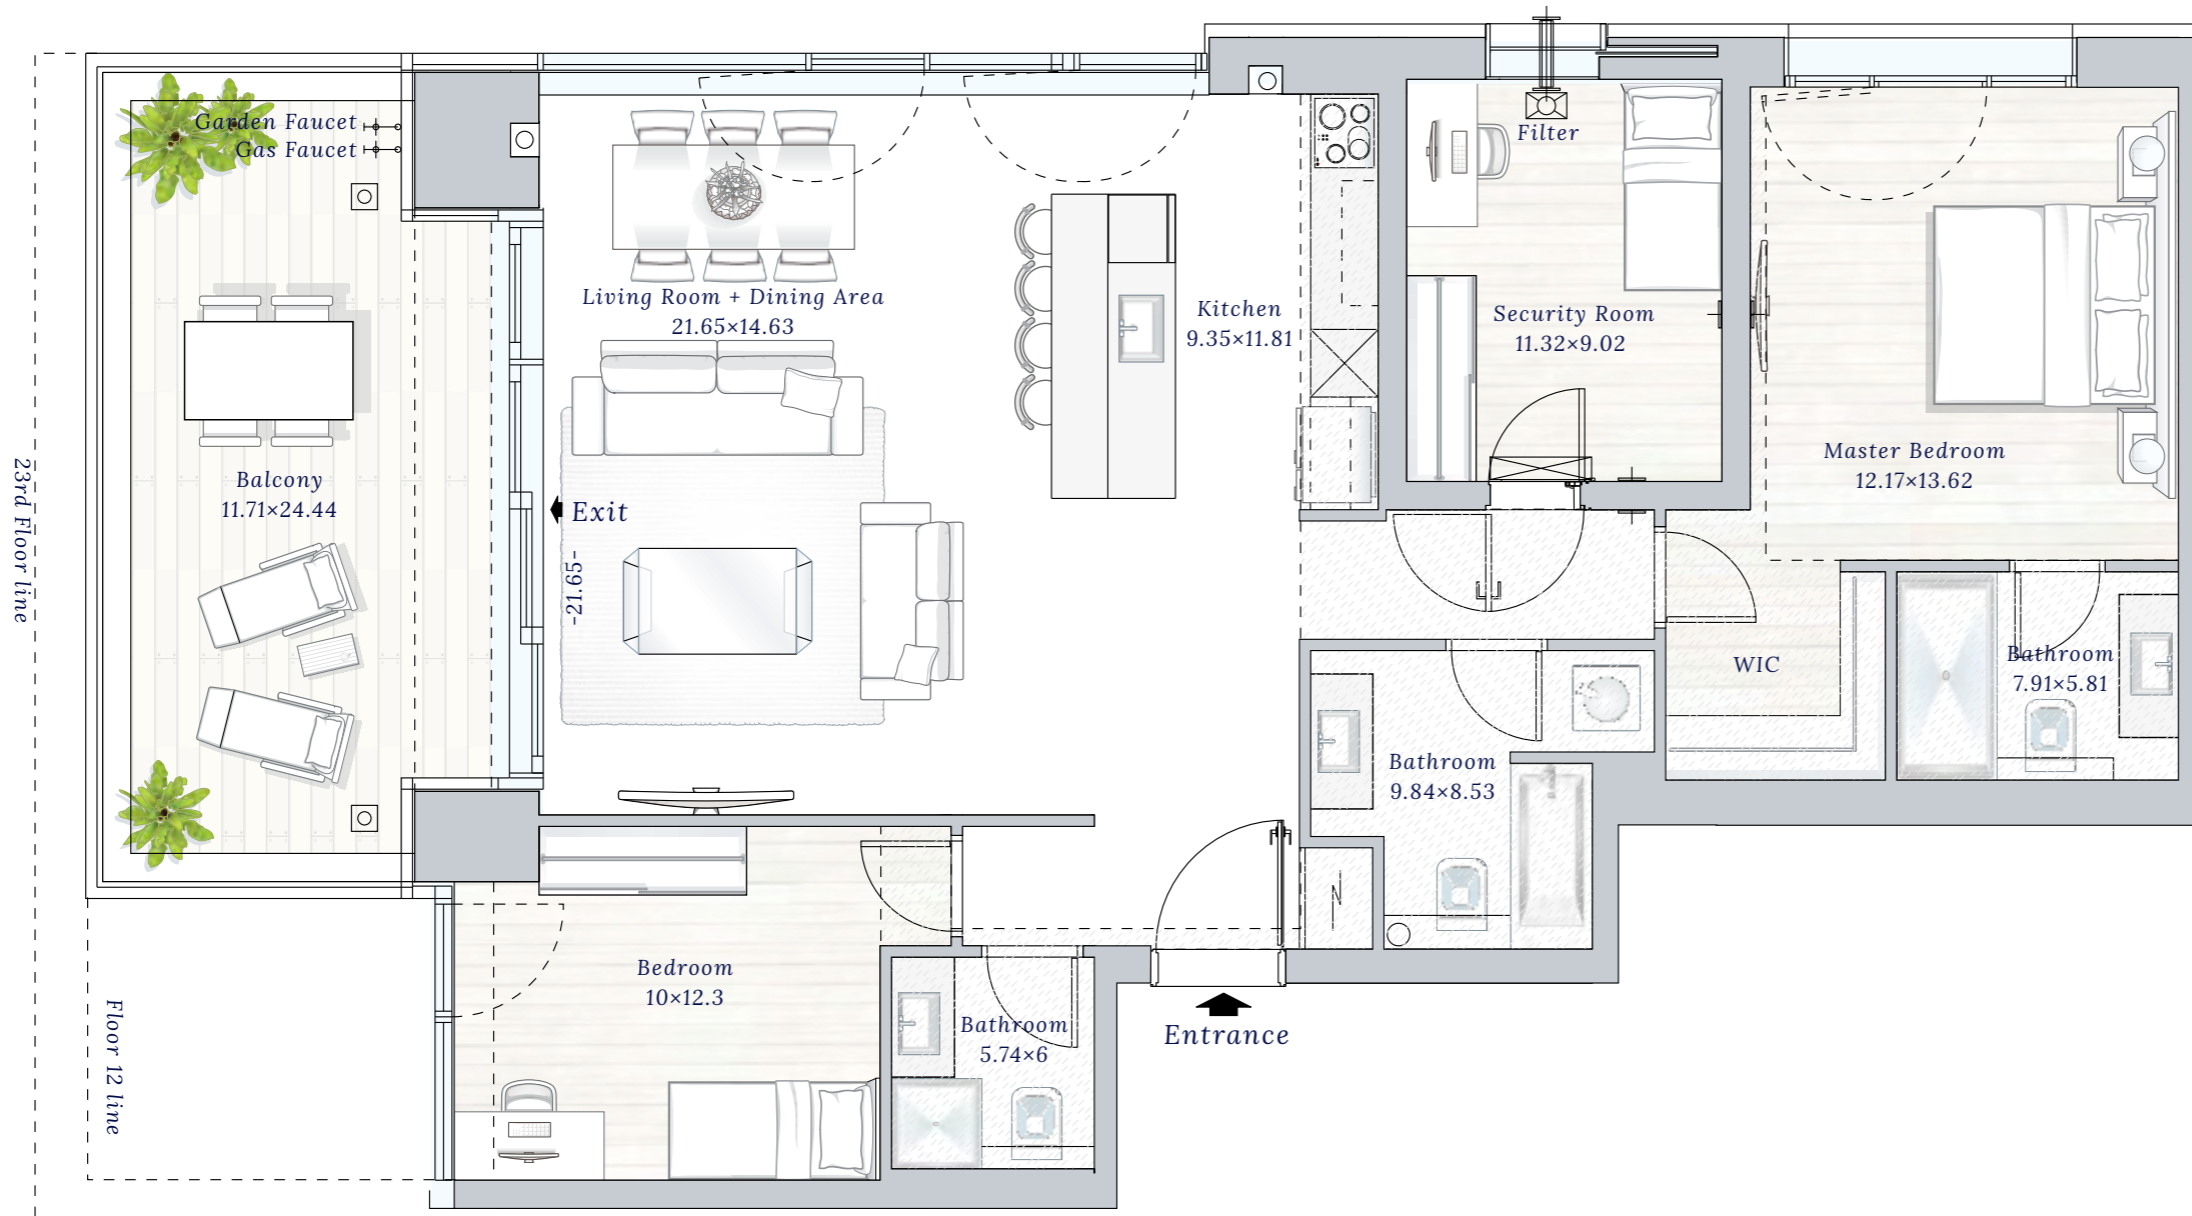 Garden Faucet
Gas Faucet
Filter
Living Room + Dining Area
21.65×14.63
Kitchen
9.35×11.81
Security Room
11.32×9.02
Master Bedroom
12.17×13.62
Balcony
11.71×24.44
Exit
-21.65-
23rd Floor line
WIC
Bathroom
7.91×5.81
Bathroom
9.84×8.53
Bedroom
10×12.3
Bathroom
5.74×6
Entrance
Floor 12 line